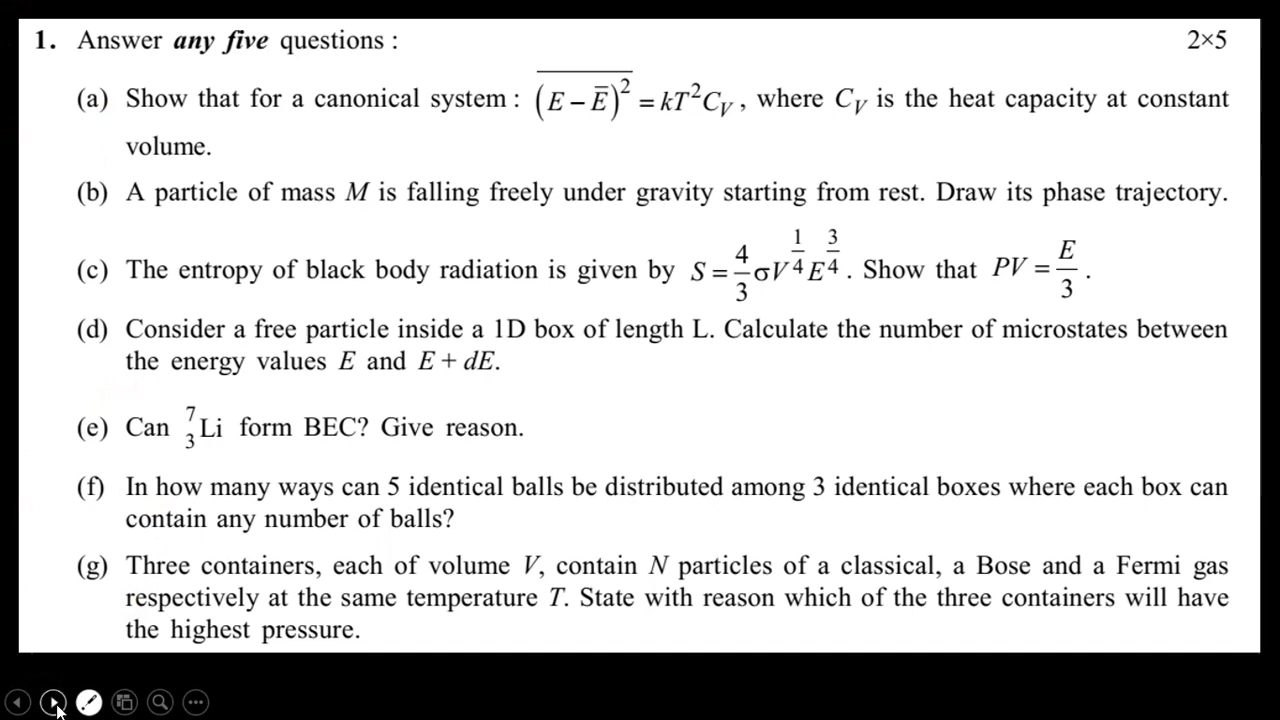 1. Answer any five questions : 2×5
(a) Show that for a canonical system : $\overline{(E - \bar{E})^2} = kT^2 C_V$, where $C_V$ is the heat capacity at constant
volume.
(b) A particle of mass M is falling freely under gravity starting from rest. Draw its phase trajectory.
(c) The entropy of black body radiation is given by $S = \frac{4}{3} \sigma V^{\frac{1}{4}} E^{\frac{3}{4}}$. Show that $PV = \frac{E}{3}$.
(d) Consider a free particle inside a 1D box of length L. Calculate the number of microstates between
the energy values E and E + dE.
(e) Can $^{7}_{3}$Li form BEC? Give reason.
(f) In how many ways can 5 identical balls be distributed among 3 identical boxes where each box can
contain any number of balls?
(g) Three containers, each of volume V, contain N particles of a classical, a Bose and a Fermi gas
respectively at the same temperature T. State with reason which of the three containers will have
the highest pressure.